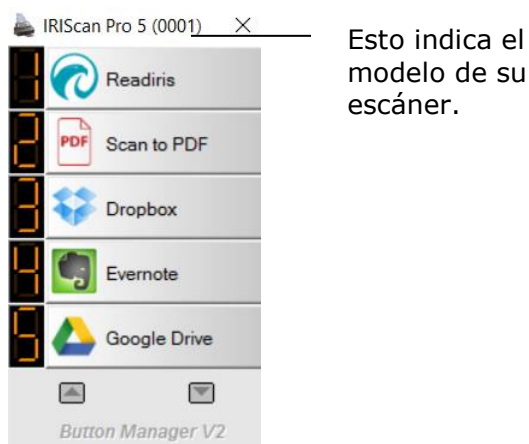 IRIScan Pro 5 (0001)
Esto indica el
modelo de su
escáner.
1 Readiris
2 PDF Scan to PDF
3 Dropbox
4 Evernote
5 Google Drive
Button Manager V2